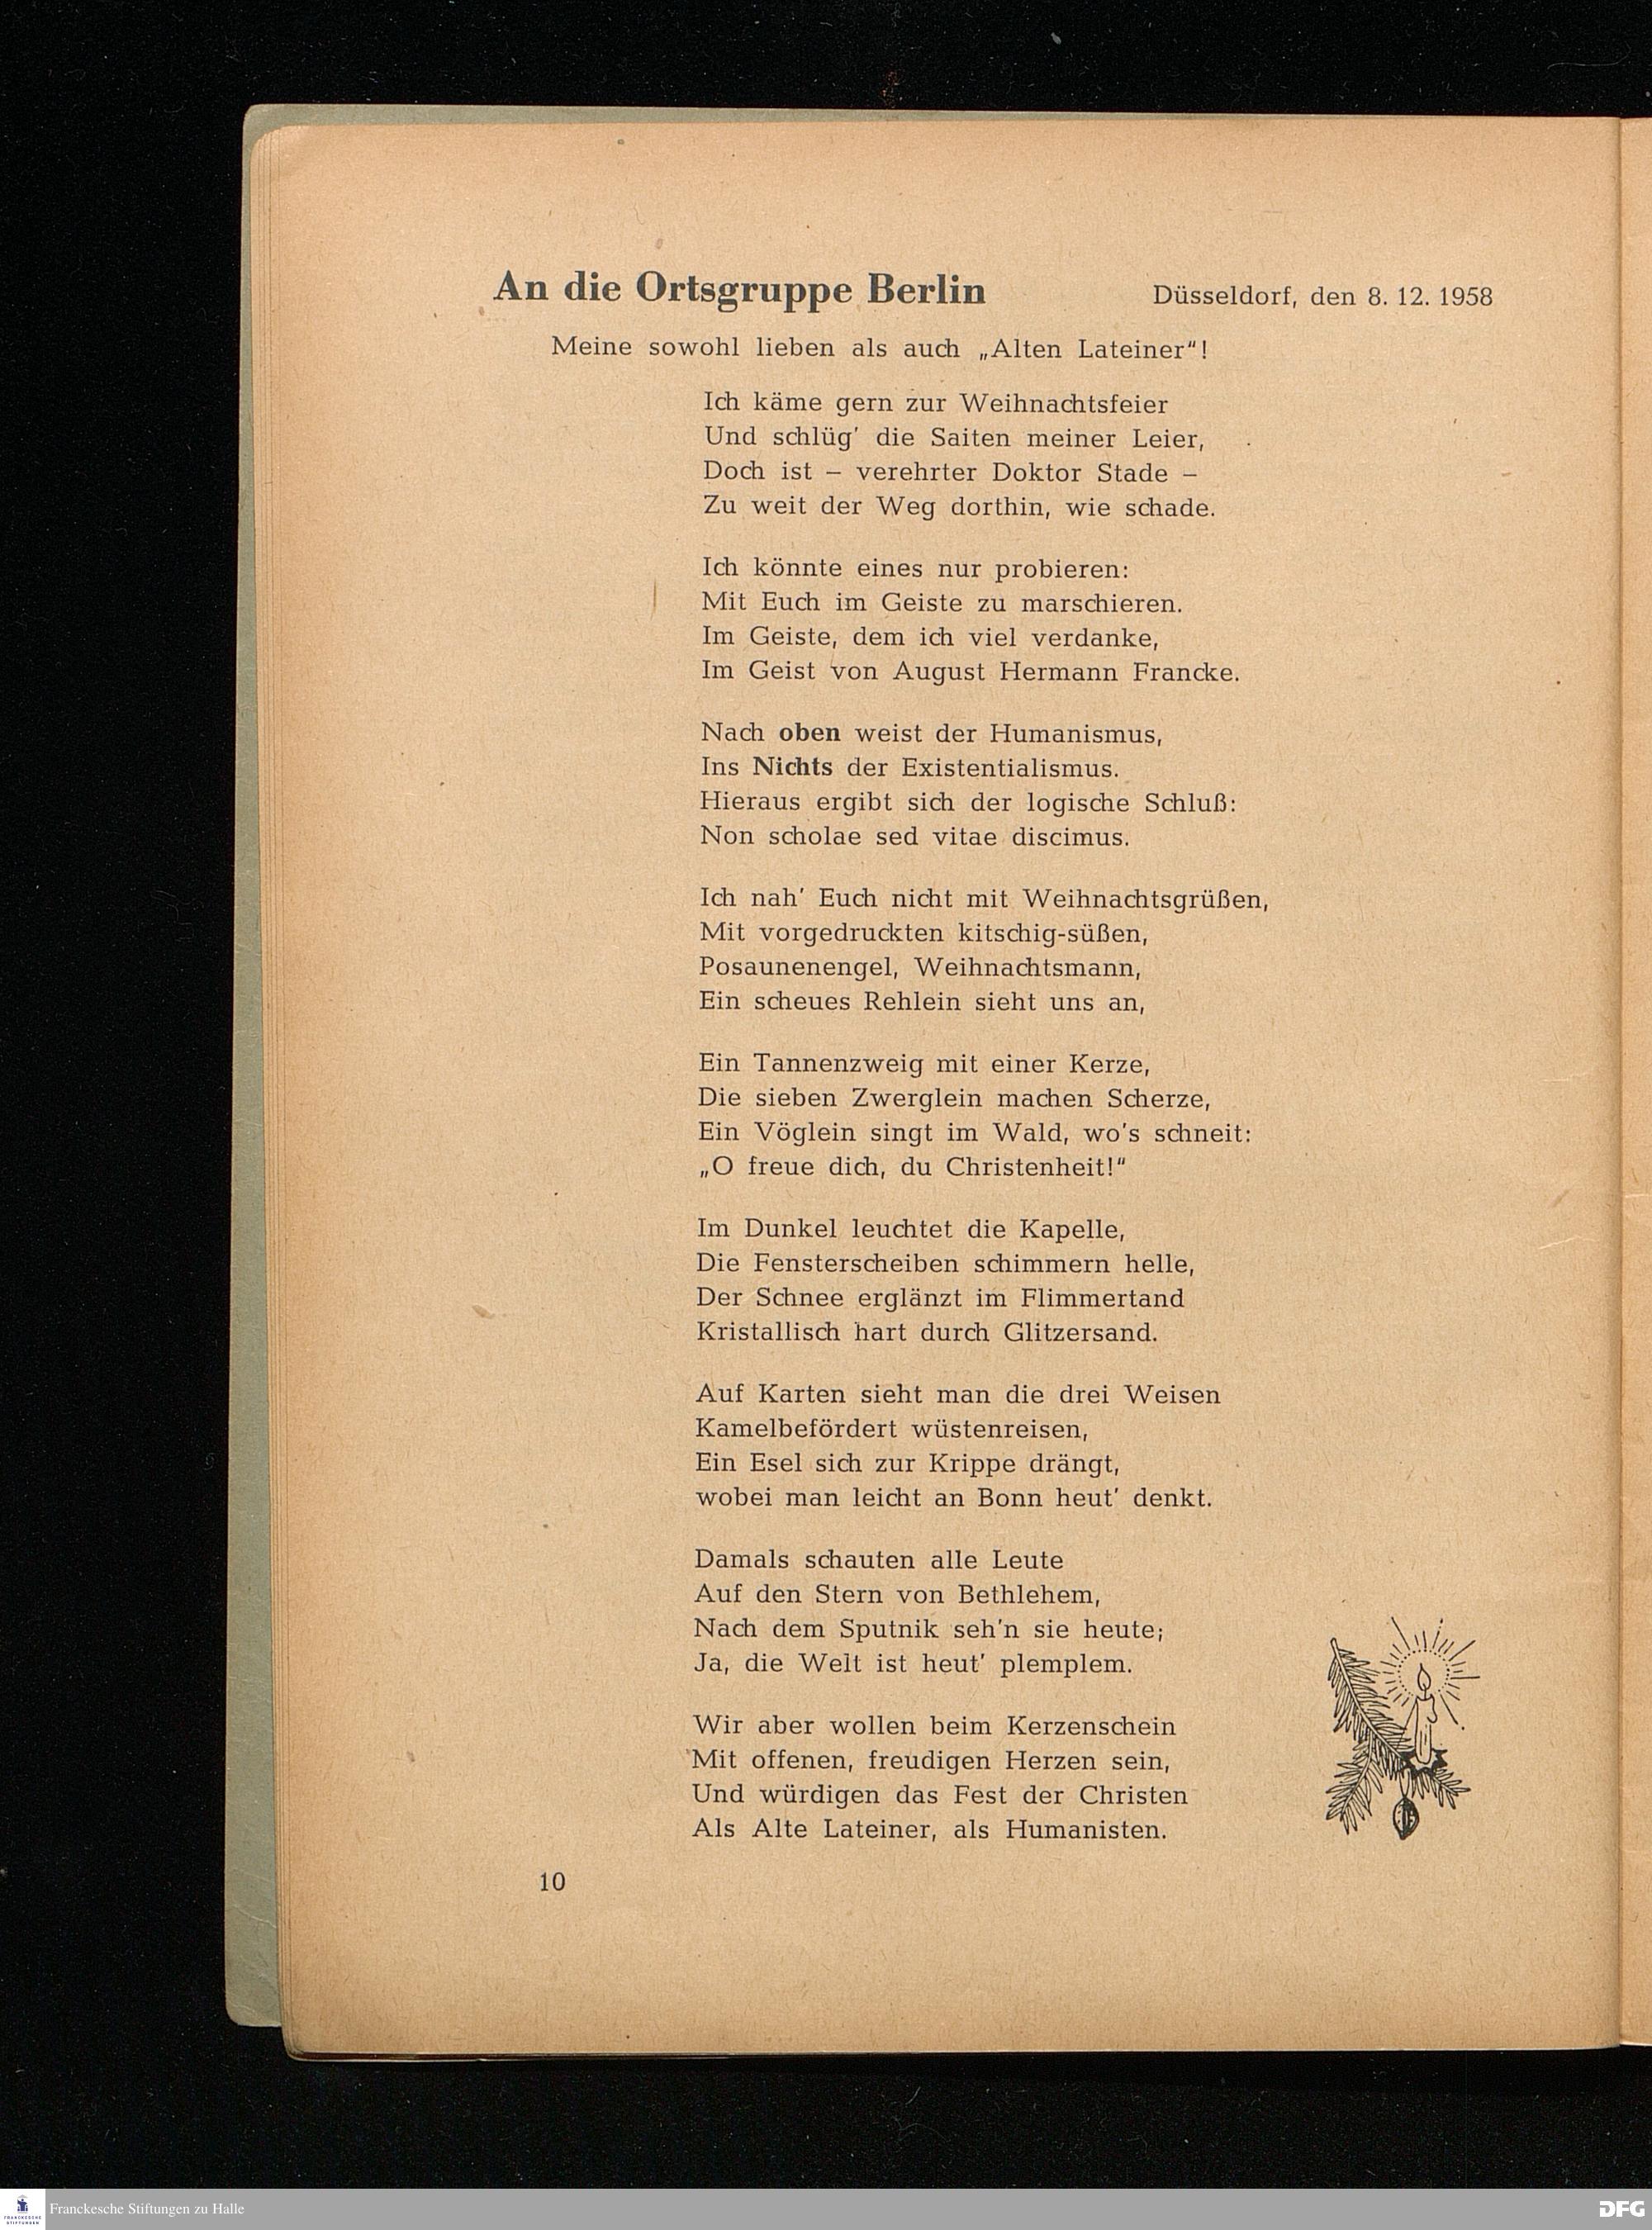 An die Ortsgruppe Berlin
Düsseldorf, den 8. 12. 1958
Meine sowohl lieben als auch „Alten Lateiner“!
Ich käme gern zur Weihnachtsfeier
Und schlüg’ die Saiten meiner Leier,
Doch ist – verehrter Doktor Stade –
Zu weit der Weg dorthin, wie schade.
Ich könnte eines nur probieren:
Mit Euch im Geiste zu marschieren.
Im Geiste, dem ich viel verdanke,
Im Geist von August Hermann Francke.
Nach oben weist der Humanismus,
Ins Nichts der Existentialismus.
Hieraus ergibt sich der logische Schluß:
Non scholae sed vitae discimus.
Ich nah’ Euch nicht mit Weihnachtsgrüßen,
Mit vorgedruckten kitschig-süßen,
Posaunenengel, Weihnachtsmann,
Ein scheues Rehlein sieht uns an,
Ein Tannenzweig mit einer Kerze,
Die sieben Zwerglein machen Scherze,
Ein Vöglein singt im Wald, wo’s schneit:
„O freue dich, du Christenheit!“
Im Dunkel leuchtet die Kapelle,
Die Fensterscheiben schimmern helle,
Der Schnee erglänzt im Flimmertand
Kristallisch hart durch Glitzersand.
Auf Karten sieht man die drei Weisen
Kamelbefördert wüstenreisen,
Ein Esel sich zur Krippe drängt,
wobei man leicht an Bonn heut’ denkt.
Damals schauten alle Leute
Auf den Stern von Bethlehem,
Nach dem Sputnik seh’n sie heute;
Ja, die Welt ist heut’ plemplem.
Wir aber wollen beim Kerzenschein
Mit offenen, freudigen Herzen sein,
Und würdigen das Fest der Christen
Als Alte Lateiner, als Humanisten.
10
FRANCKESCHE
STIFTUNGEN
Franckesche Stiftungen zu Halle
DFG